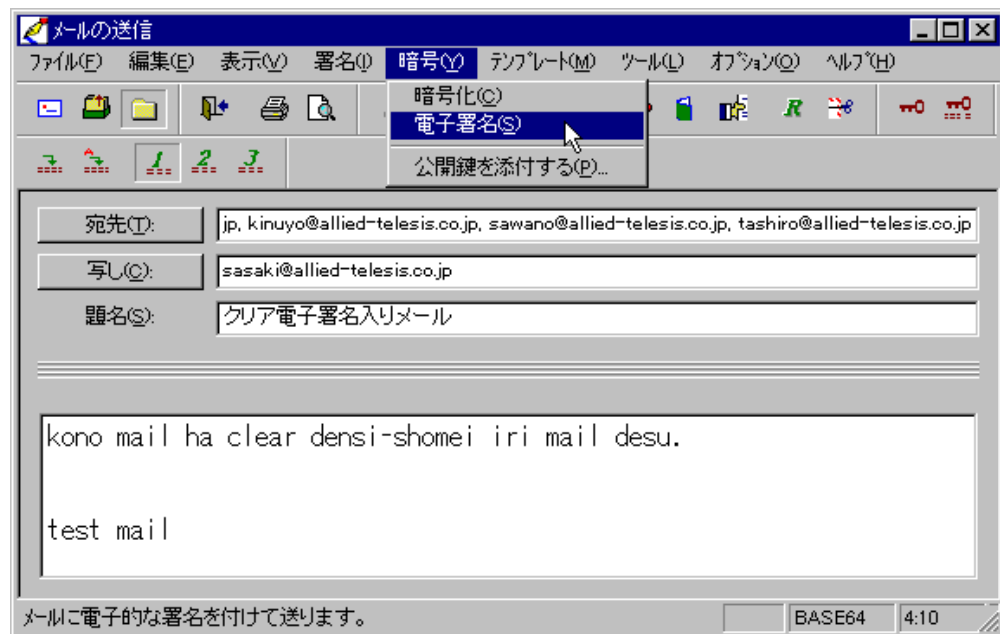 メールの送信
ファイル(F) 編集(E) 表示(V) 署名(I) 暗号(Y) テンプレート(M) ツール(L) オプション(O) ヘルプ(H)
暗号化(C)
電子署名(S)
公開鍵を添付する(P)...
R
1 2 3
宛先(T): jp, kinuyo@allied-telesis.co.jp, sawano@allied-telesis.co.jp, tashiro@allied-telesis.co.jp
写し(C): sasaki@allied-telesis.co.jp
題名(S): クリア電子署名入りメール
kono mail ha clear densi-shomei iri mail desu.
test mail
メールに電子的な署名を付けて送ります。 BASE64 4:10